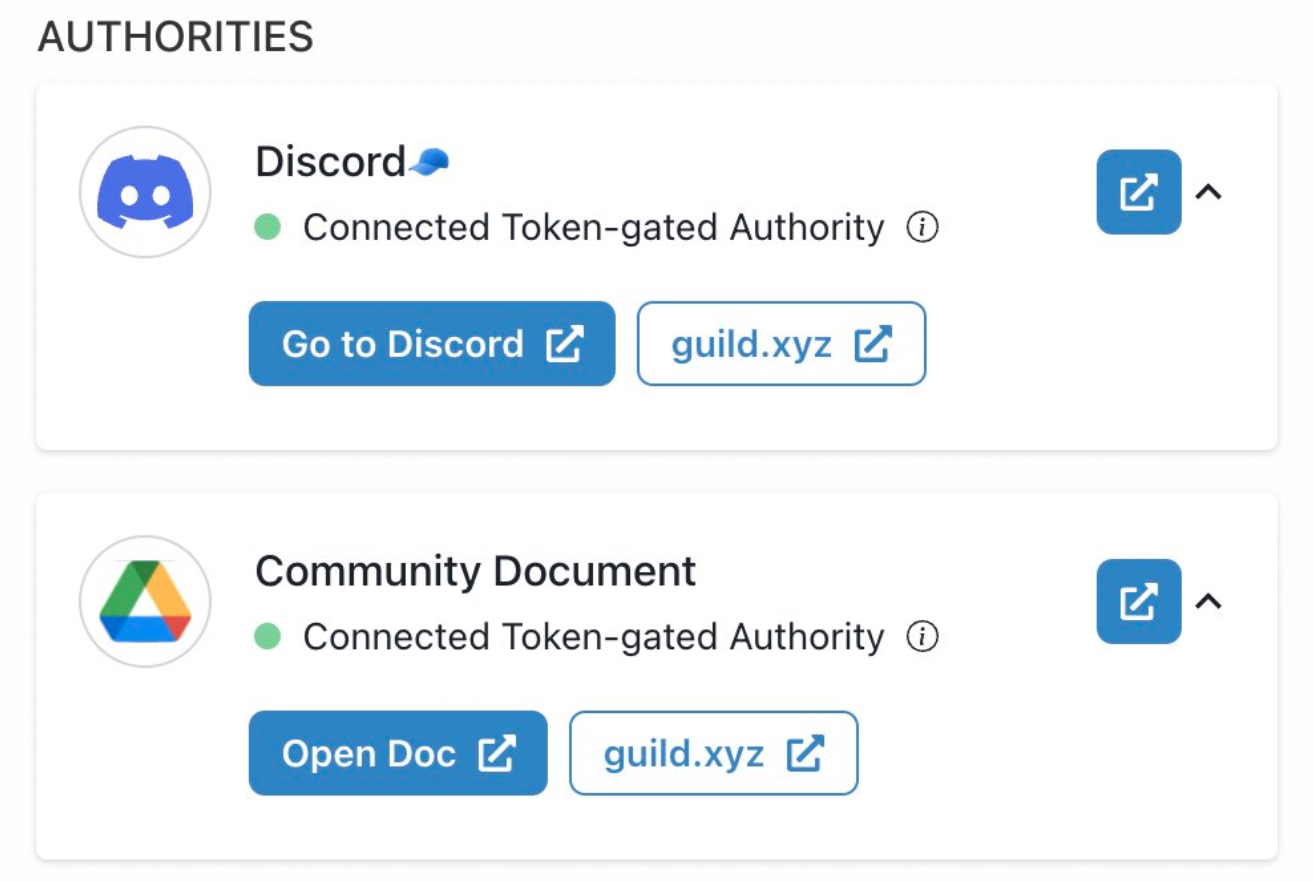 AUTHORITIES
Discord🧢
Connected Token-gated Authority
Go to Discord
guild.xyz
Community Document
Connected Token-gated Authority
Open Doc
guild.xyz